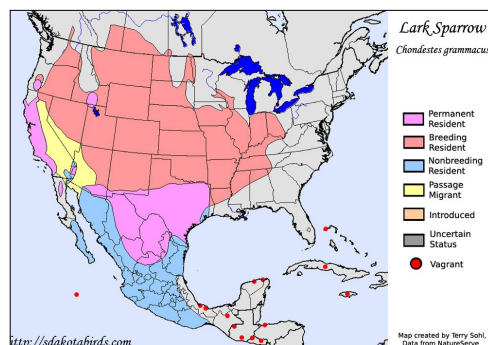 Lark Sparrow
Chondestes grammacus
Permanent
Resident
Breeding
Resident
Nonbreeding
Resident
Passage
Migrant
Introduced
Uncertain
Status
Vagrant
http://sdakotabirds.com
Map created by Terry Sohl,
Data from NatureServe